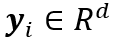 𝒚ᵢ ∈ Rᵈ